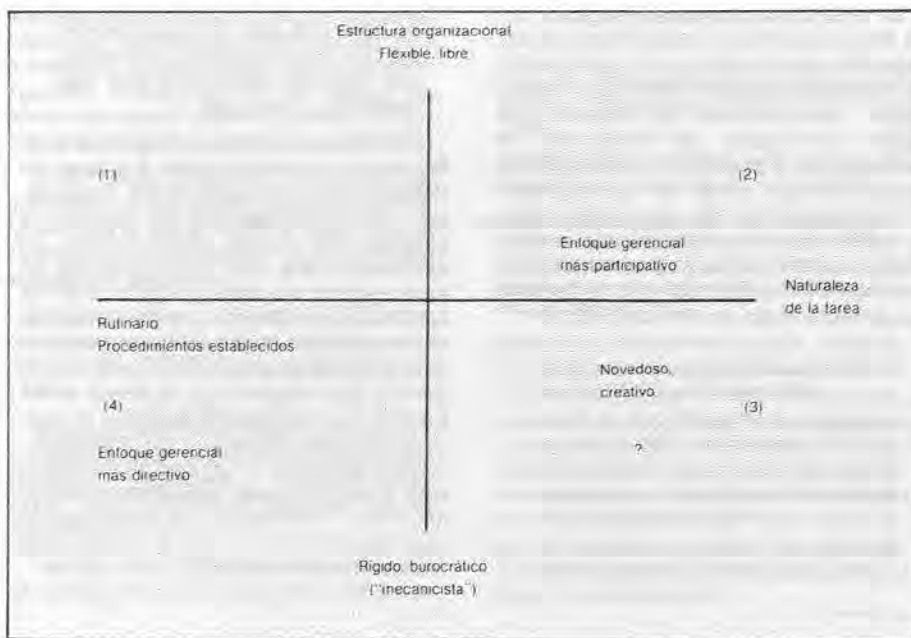 Estructura organizacional
Flexible, libre
(1)
(2)
Enfoque gerencial
más participativo
Naturaleza
de la tarea
Rutinario
Procedimientos establecidos
Novedoso,
creativo
(4)
(3)
Enfoque gerencial
más directivo
?
Rígido, burocrático
("mecanicista")